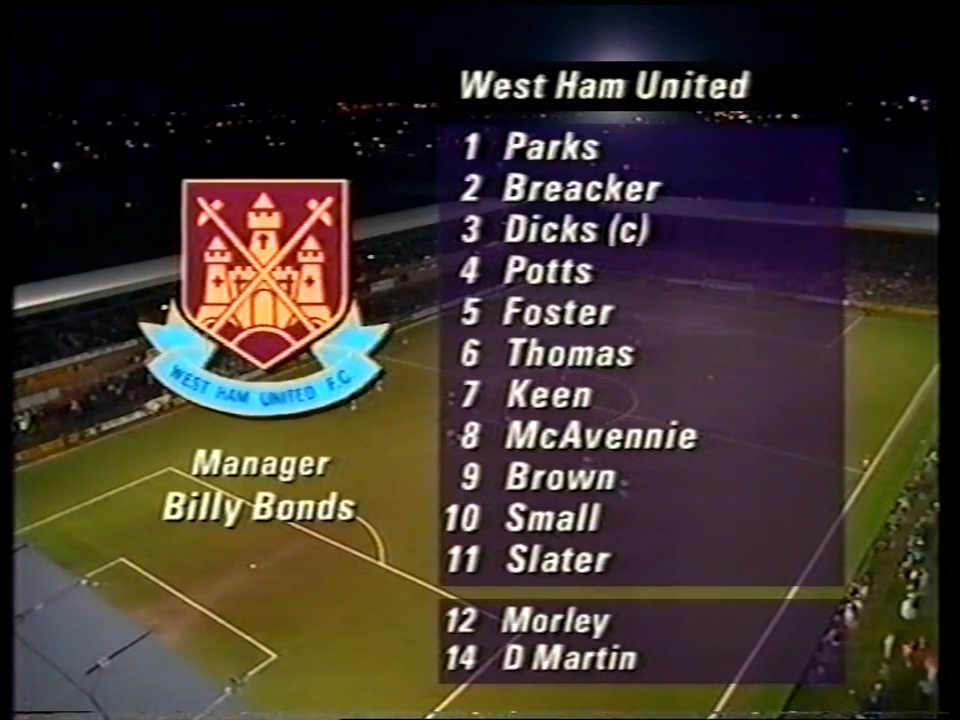 West Ham United
1 Parks
2 Breacker
3 Dicks (c)
4 Potts
5 Foster
6 Thomas
7 Keen
8 McAvennie
9 Brown
10 Small
11 Slater
12 Morley
14 D Martin
WEST HAM UNITED F.C.
Manager
Billy Bonds